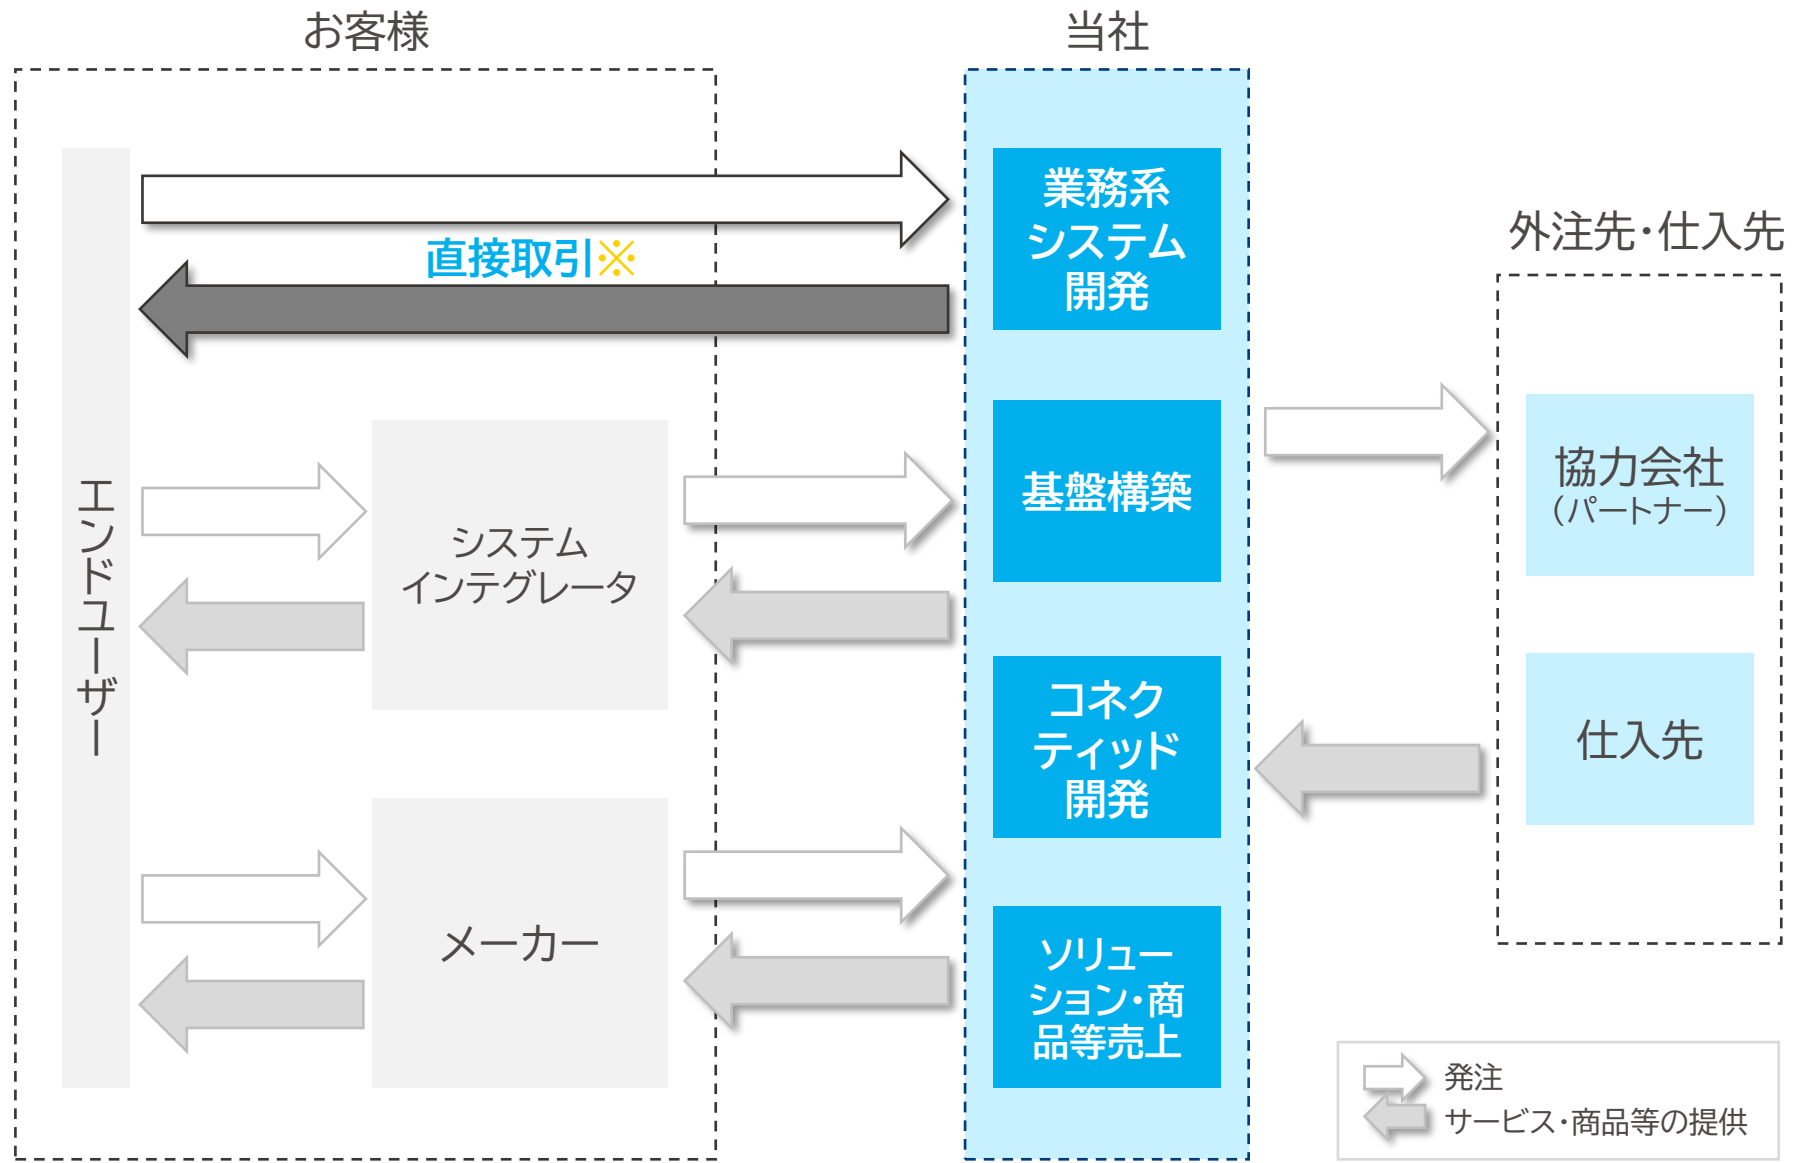 お客様
当社
外注先・仕入先
エンドユーザー
直接取引※
システム
インテグレータ
メーカー
業務系
システム
開発
基盤構築
コネク
ティッド
開発
ソリュー
ション・商
品等売上
協力会社
（パートナー）
仕入先
発注
サービス・商品等の提供